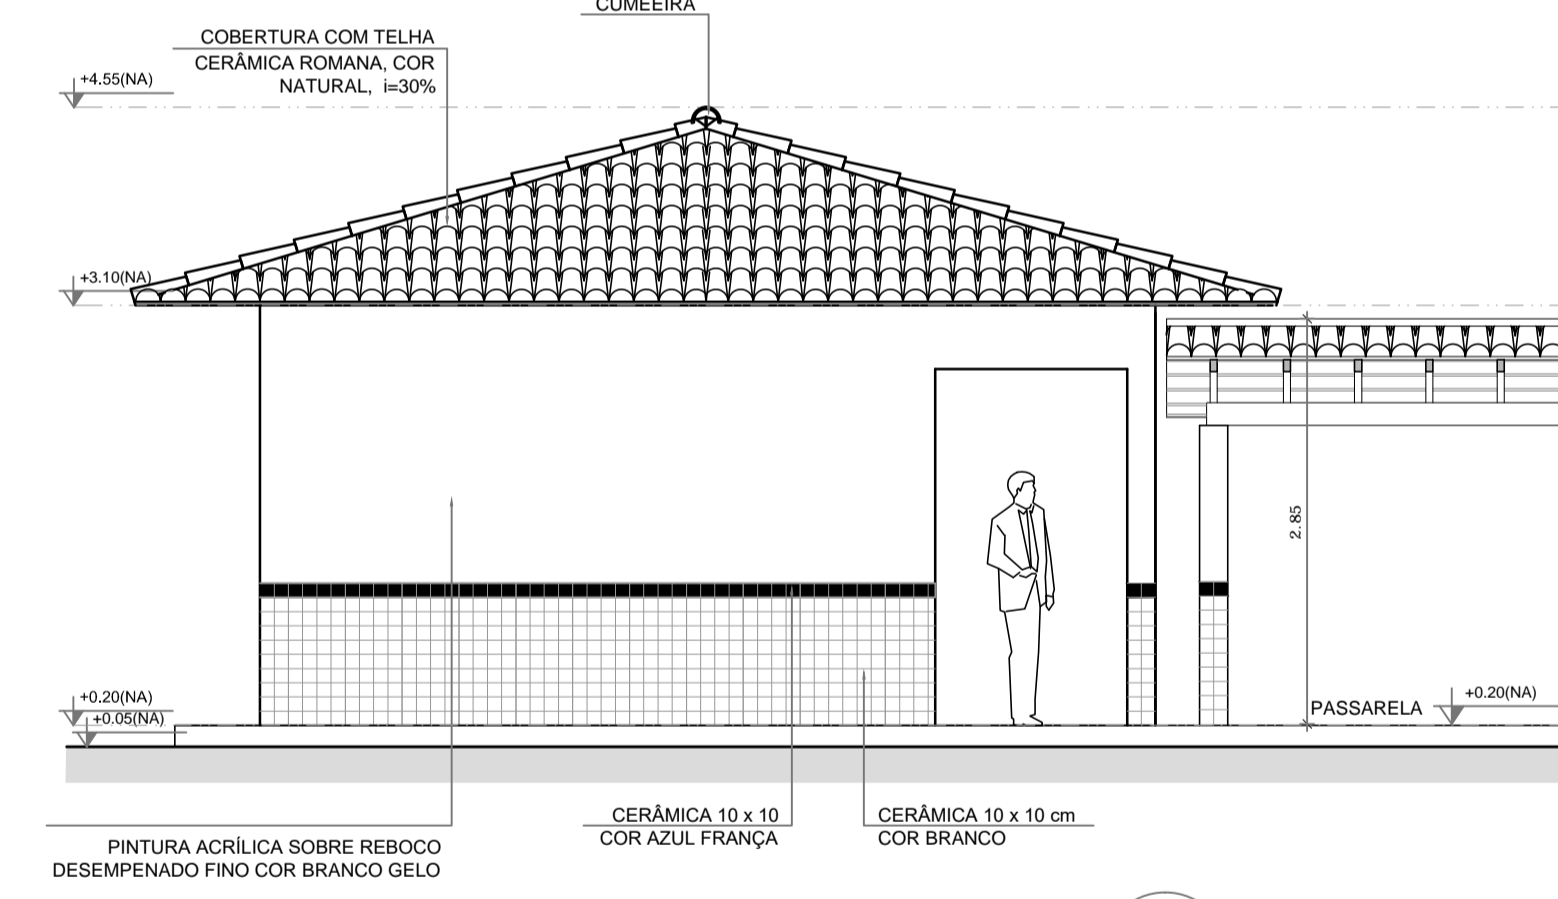 CUMEEIRA
COBERTURA COM TELHA
CERÂMICA ROMANA, COR
NATURAL, i=30%
+4.55(NA)
+3.10(NA)
2.85
+0.20(NA)
+0.05(NA)
PASSARELA
+0.20(NA)
PINTURA ACRÍLICA SOBRE REBOCO
DESEMPENADO FINO COR BRANCO GELO
CERÂMICA 10 x 10
COR AZUL FRANÇA
CERÂMICA 10 x 10 cm
COR BRANCO